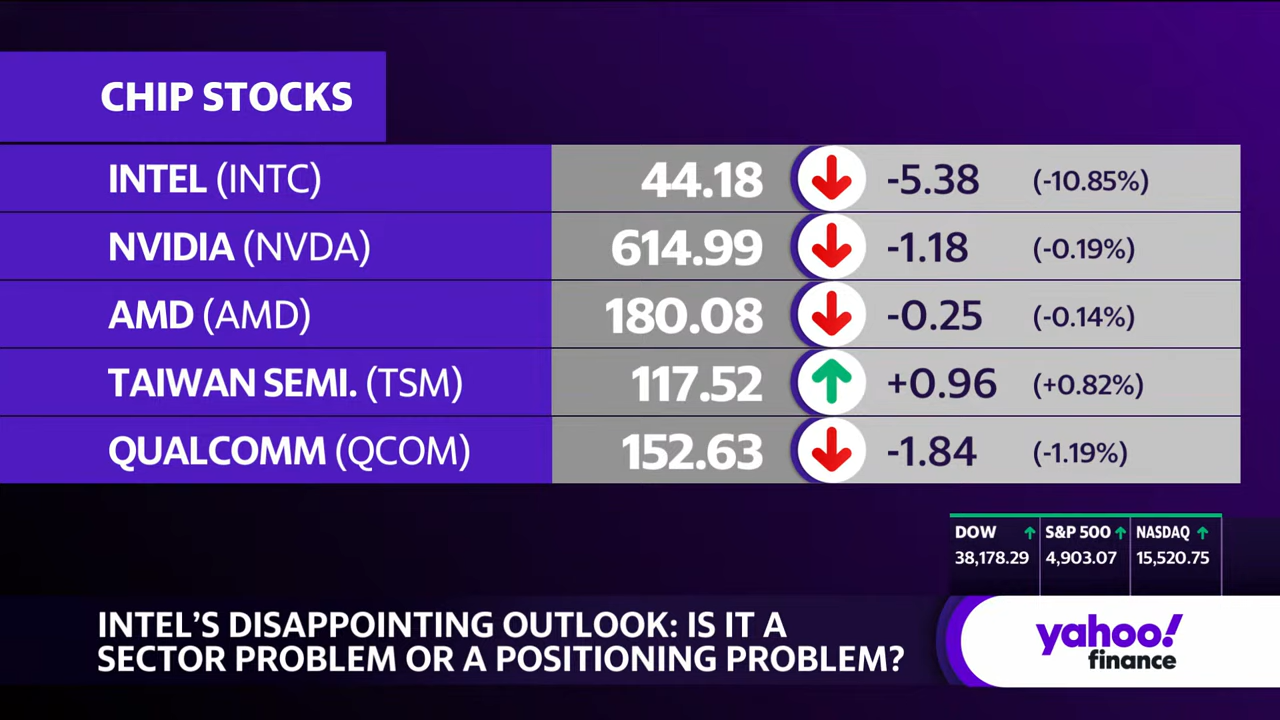 CHIP STOCKS
INTEL (INTC) 44.18 -5.38 (-10.85%)
NVIDIA (NVDA) 614.99 -1.18 (-0.19%)
AMD (AMD) 180.08 -0.25 (-0.14%)
TAIWAN SEMI. (TSM) 117.52 +0.96 (+0.82%)
QUALCOMM (QCOM) 152.63 -1.84 (-1.19%)
DOW S&P 500 NASDAQ
38,178.29 4,903.07 15,520.75
INTEL'S DISAPPOINTING OUTLOOK: IS IT A
SECTOR PROBLEM OR A POSITIONING PROBLEM?
yahoo!
finance